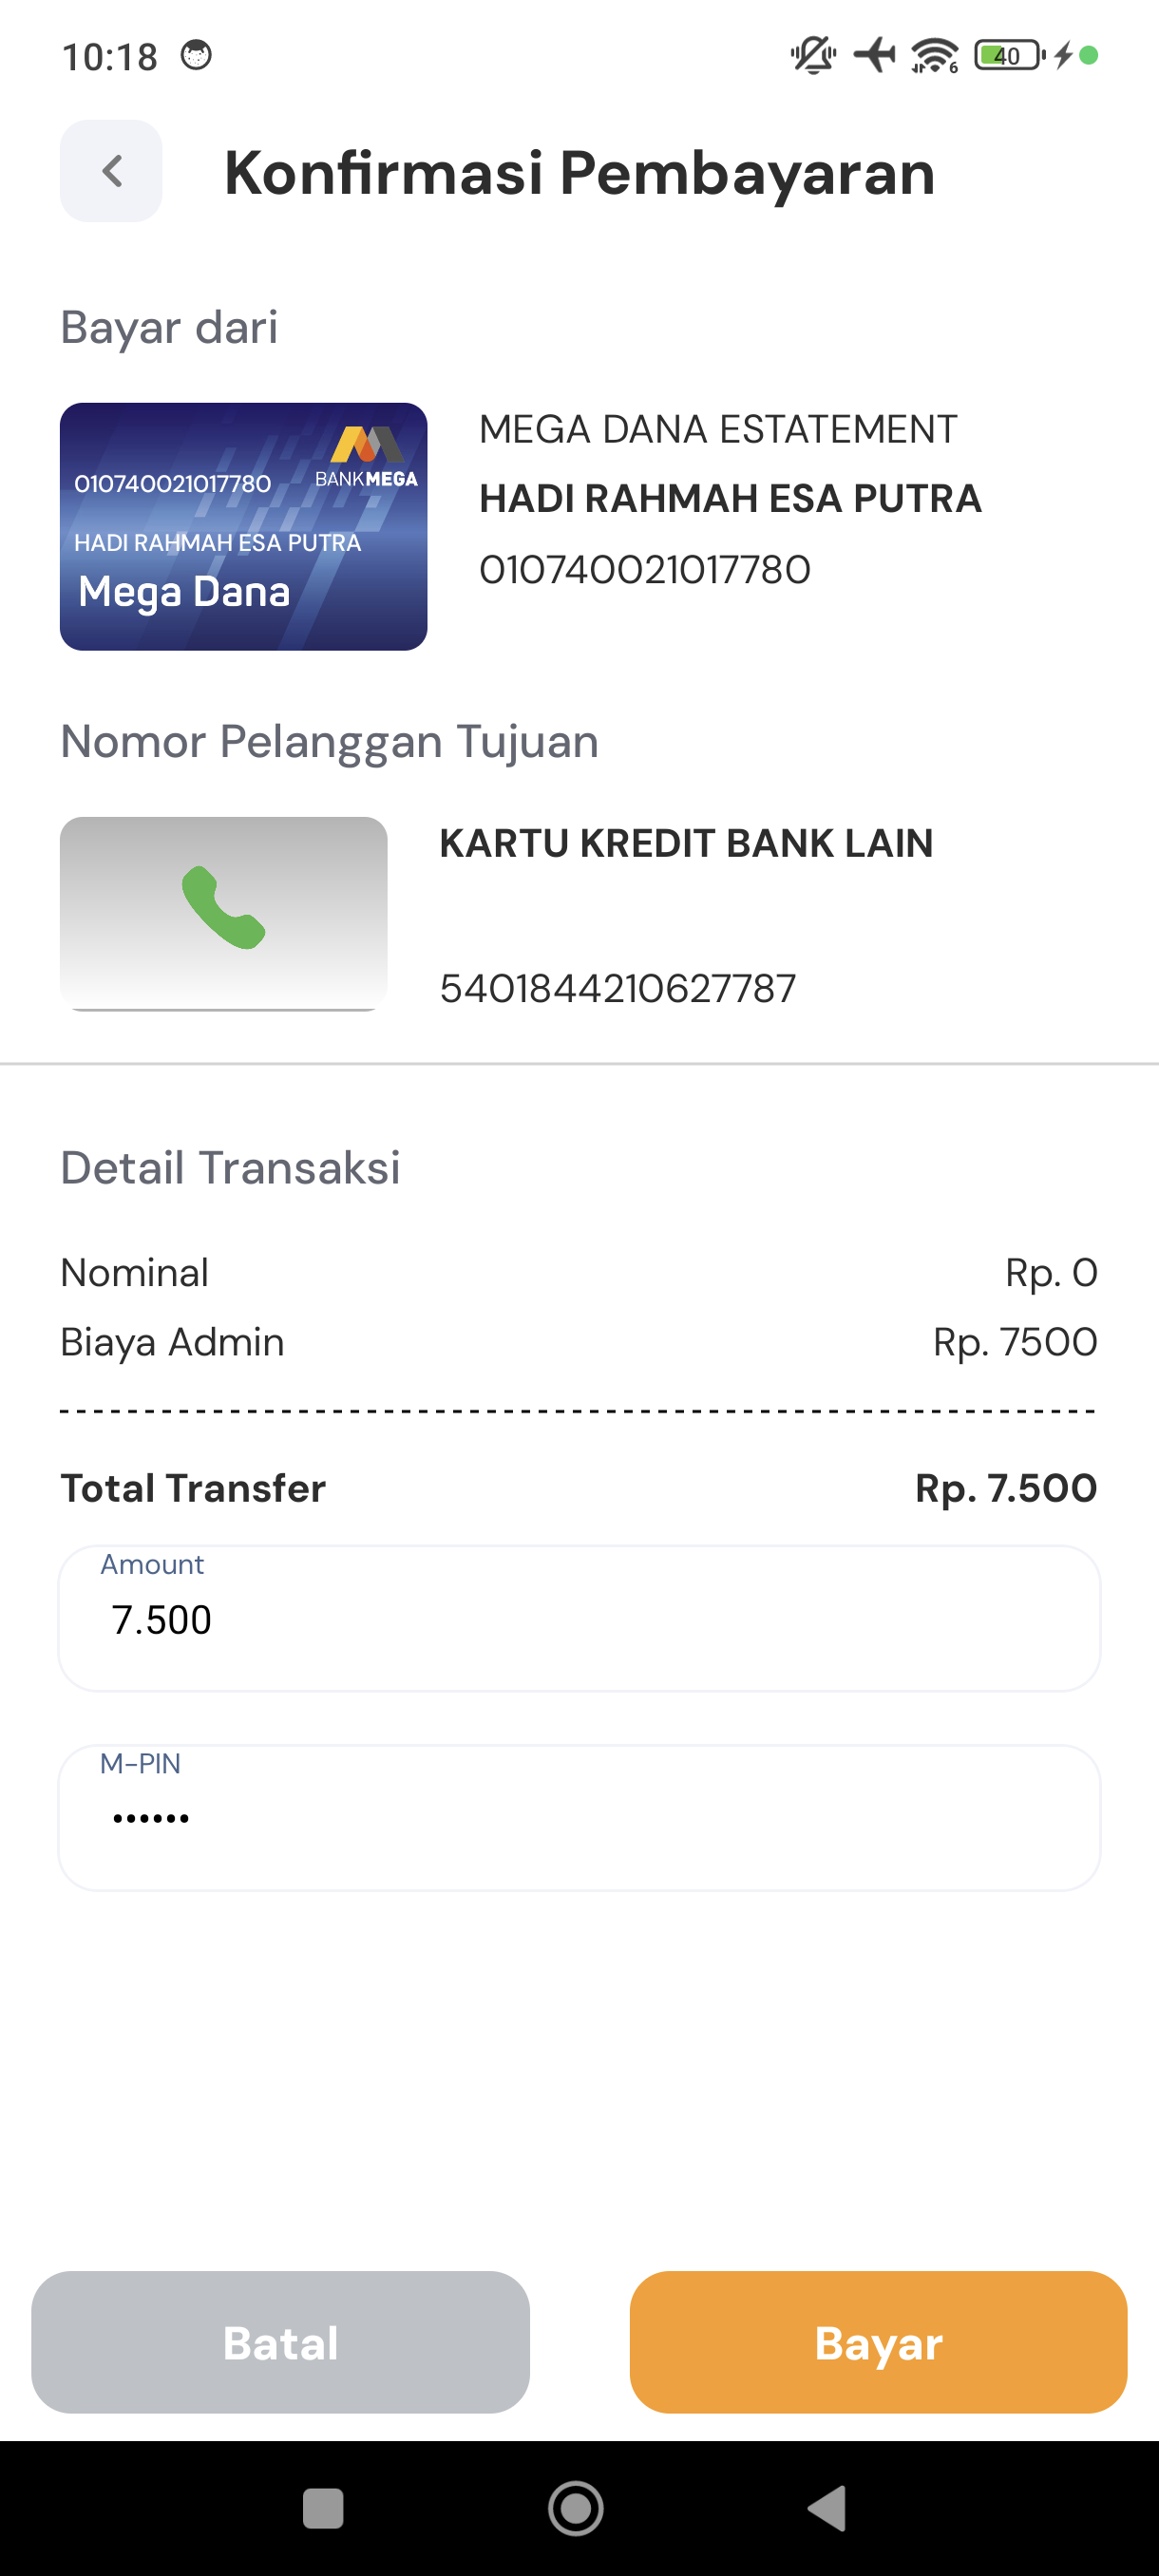 10:18
6
40
Konfirmasi Pembayaran
Bayar dari
BANKMEGA
010740021017780
HADI RAHMAH ESA PUTRA
Mega Dana
MEGA DANA ESTATEMENT
HADI RAHMAH ESA PUTRA
010740021017780
Nomor Pelanggan Tujuan
KARTU KREDIT BANK LAIN
5401844210627787
Detail Transaksi
Nominal Rp. 0
Biaya Admin Rp. 7500
Total Transfer Rp. 7.500
Amount
7.500
M-PIN
••••••
Batal Bayar